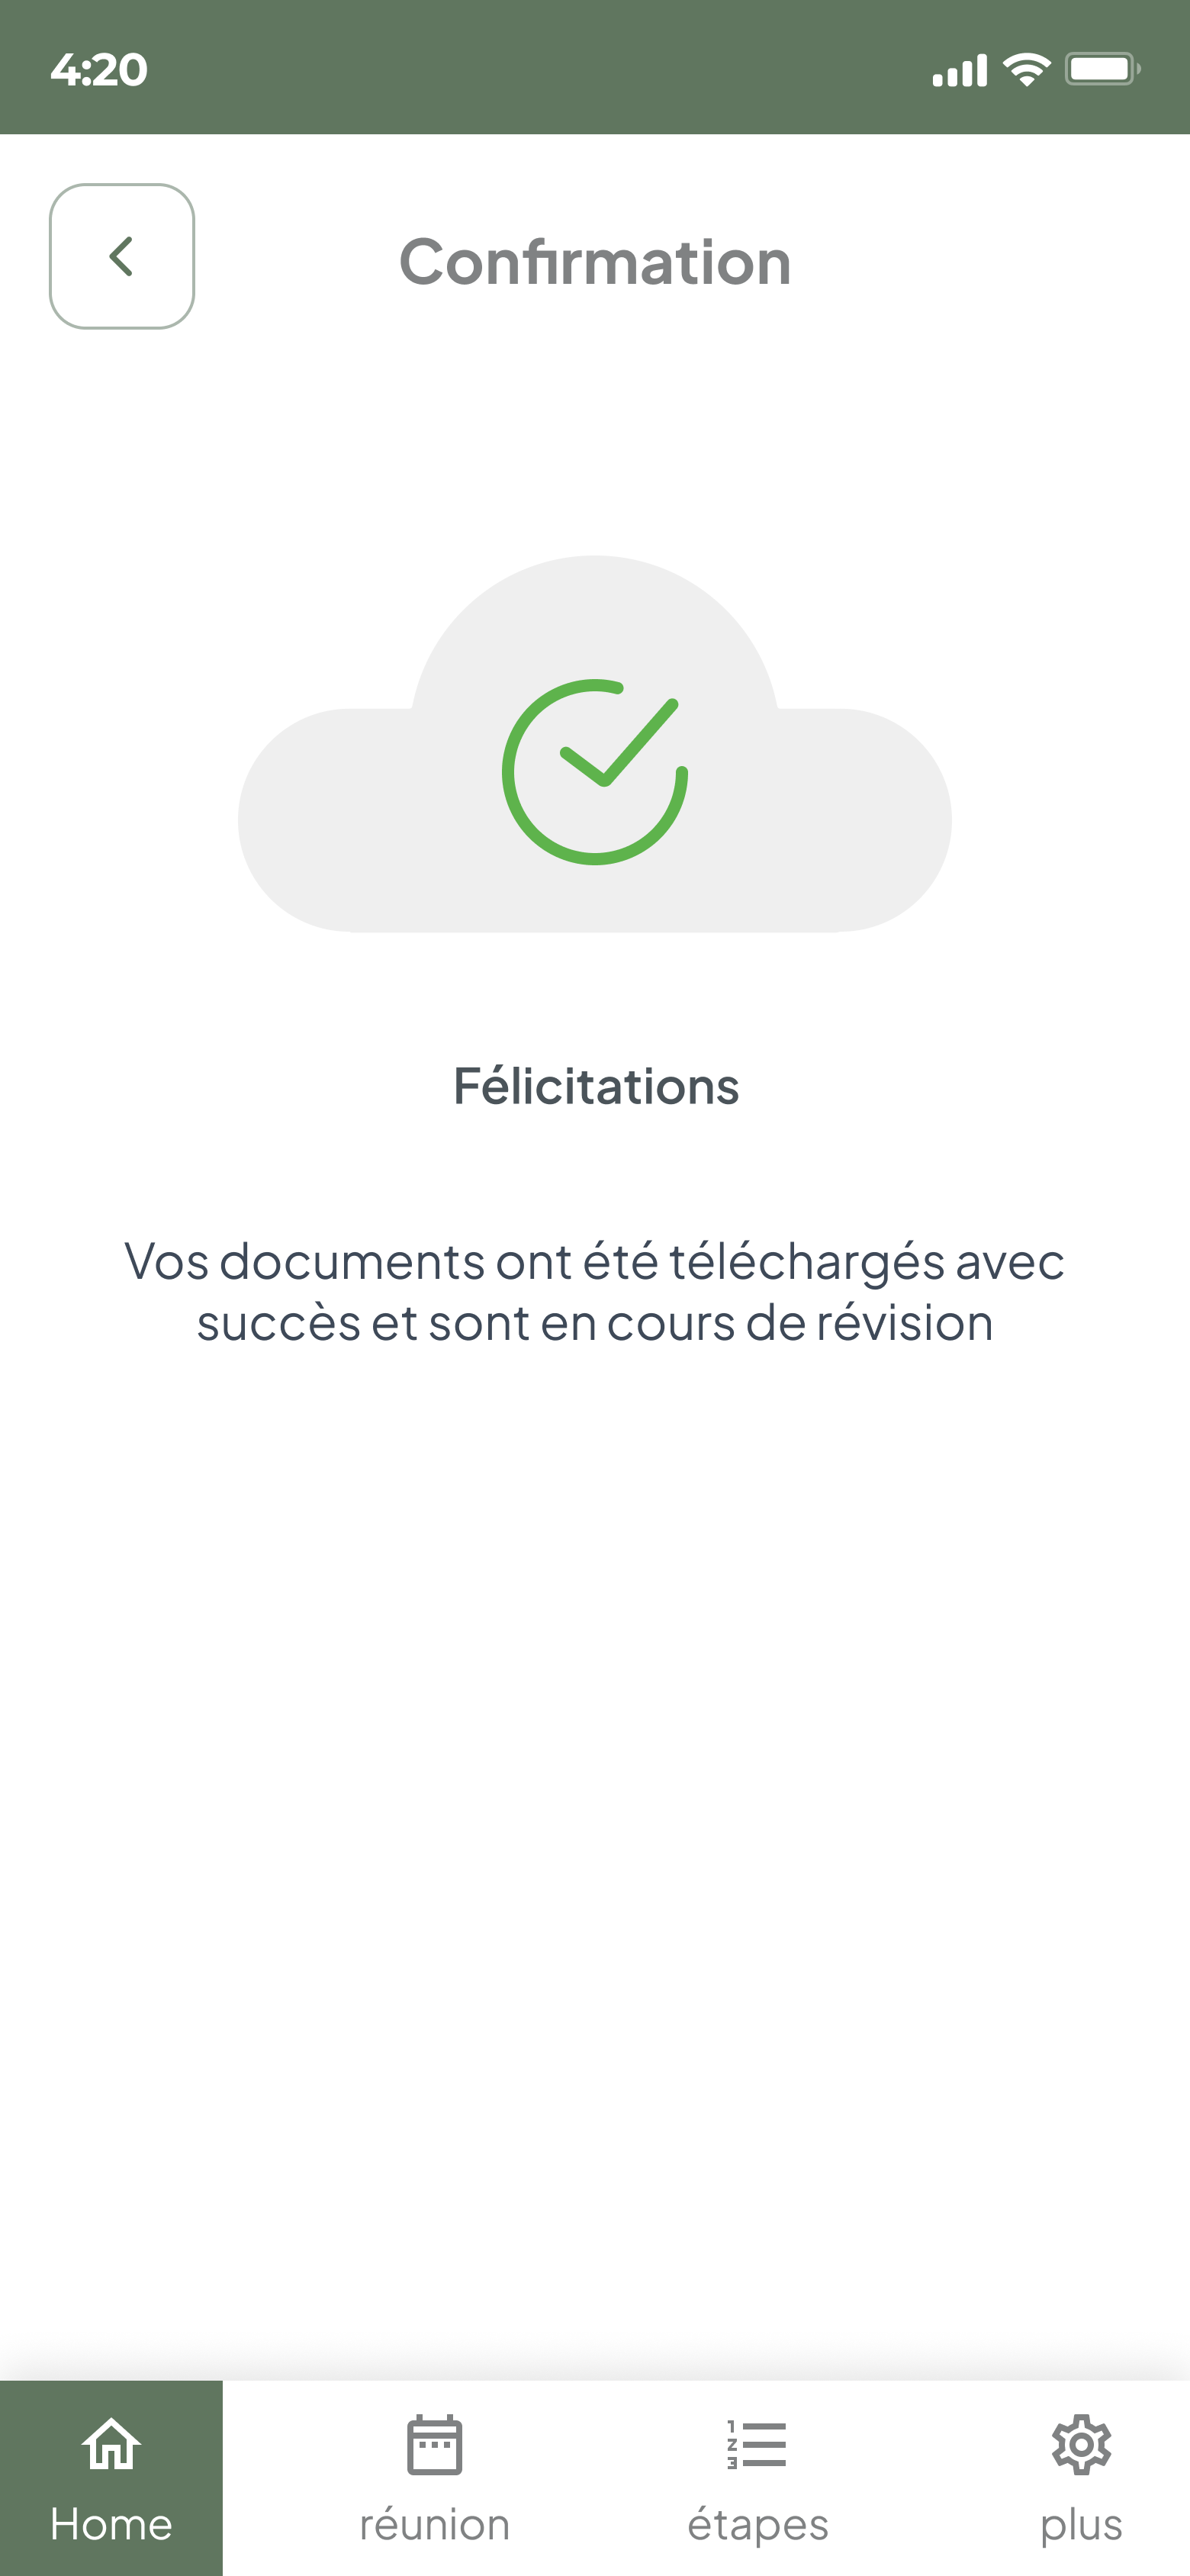 4:20
Confirmation
Félicitations
Vos documents ont été téléchargés avec
succès et sont en cours de révision
Home
réunion
étapes
plus